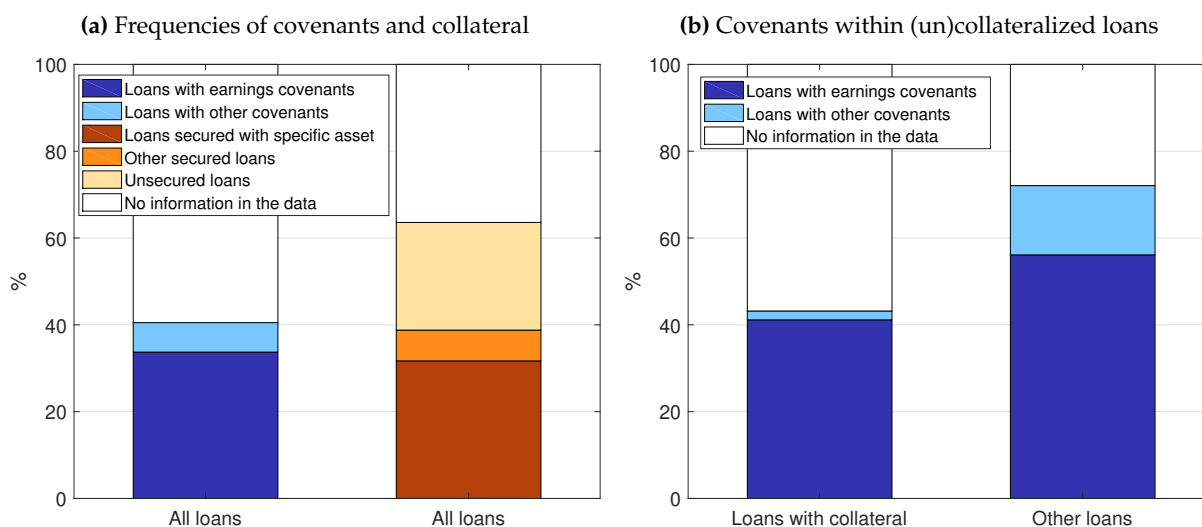 (a) Frequencies of covenants and collateral
100
80
60
40
20
0
%
Loans with earnings covenants
Loans with other covenants
Loans secured with specific asset
Other secured loans
Unsecured loans
No information in the data
All loans
All loans
(b) Covenants within (un)collateralized loans
100
80
60
40
20
0
%
Loans with earnings covenants
Loans with other covenants
No information in the data
Loans with collateral
Other loans